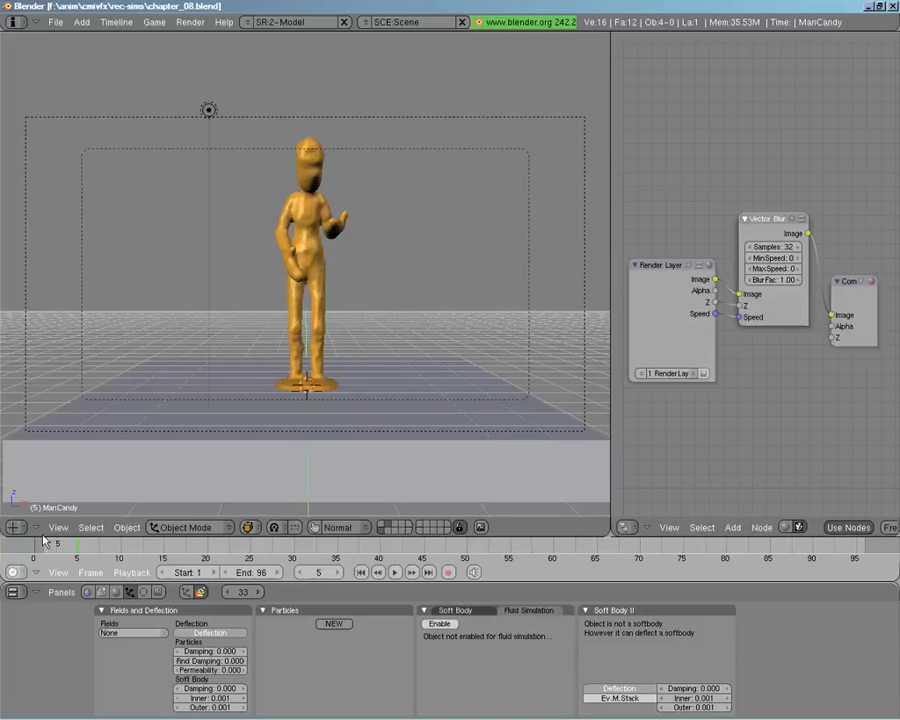 Blender [f:\anim\cmivfx\rec-sims\chapter_08.blend]
File Add Timeline Game Render Help SR:2-Model SCE:Scene www.blender.org 242.2 Ve:16 | Fa:12 | Ob:4-0 | La:1 | Mem:35.53M | Time: | ManCandy
Vector Blur
Image
Samples: 32
MinSpeed: 0
MaxSpeed: 0
BlurFac: 1.00
Image
Z
Speed
Render Layer
Image
Alpha
Z
Speed
1 RenderLay
Com
Image
Alpha
Z
z
(5) ManCandy
View Select Object Object Mode Normal
View Select Add Node Use Nodes Fre
5
0 5 10 15 20 25 30 35 40 45 50 55 60 65 70 75 80 85 90 95
View Frame Playback Start: 1 End: 96 5
Panels 33
Fields and Deflection
Fields
None
Deflection
Deflection
Particles
Damping: 0.000
Rnd Damping: 0.000
Permeability: 0.000
Soft Body
Damping: 0.000
Inner: 0.001
Outer: 0.001
Particles
NEW
Soft Body Fluid Simulation
Enable
Object not enabled for fluid simulation...
Soft Body II
Object is not a softbody
However it can deflect a softbody
Deflection
Ev.M.Stack
Damping: 0.000
Inner: 0.001
Outer: 0.001